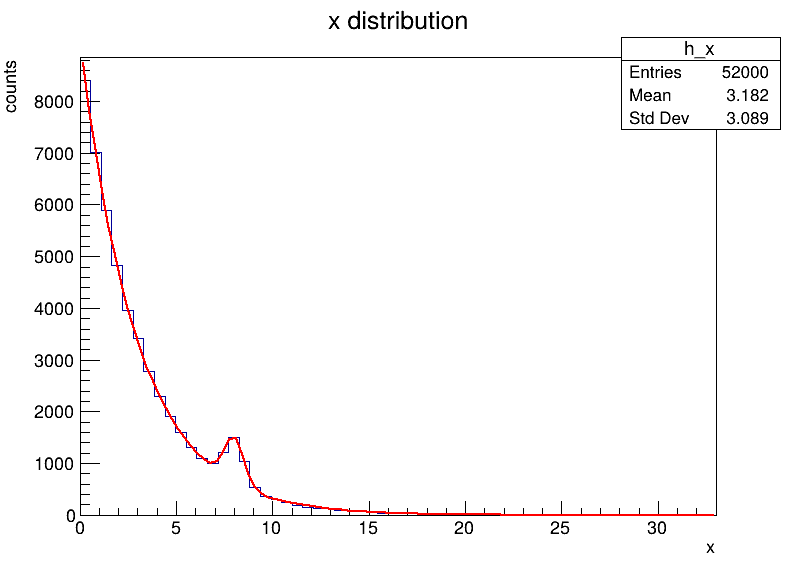 x distribution
h_x
Entries 52000
Mean 3.182
Std Dev 3.089
counts
8000
7000
6000
5000
4000
3000
2000
1000
0
0 5 10 15 20 25 30
x